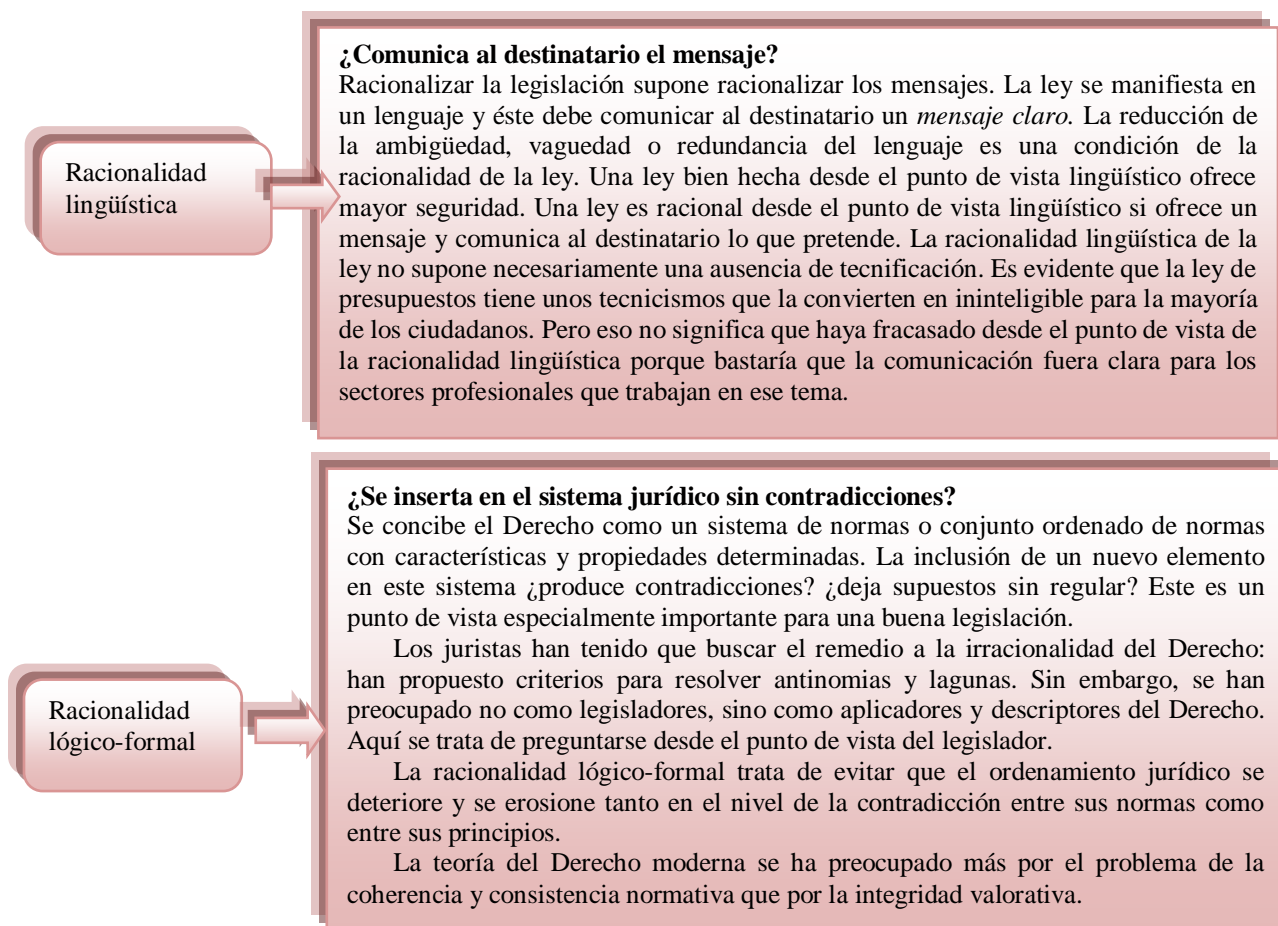 Racionalidad
lingüística
¿Comunica al destinatario el mensaje?
Racionalizar la legislación supone racionalizar los mensajes. La ley se manifiesta en
un lenguaje y éste debe comunicar al destinatario un mensaje claro. La reducción de
la ambigüedad, vaguedad o redundancia del lenguaje es una condición de la
racionalidad de la ley. Una ley bien hecha desde el punto de vista lingüístico ofrece
mayor seguridad. Una ley es racional desde el punto de vista lingüístico si ofrece un
mensaje y comunica al destinatario lo que pretende. La racionalidad lingüística de la
ley no supone necesariamente una ausencia de tecnificación. Es evidente que la ley de
presupuestos tiene unos tecnicismos que la convierten en ininteligible para la mayoría
de los ciudadanos. Pero eso no significa que haya fracasado desde el punto de vista de
la racionalidad lingüística porque bastaría que la comunicación fuera clara para los
sectores profesionales que trabajan en ese tema.
Racionalidad
lógico-formal
¿Se inserta en el sistema jurídico sin contradicciones?
Se concibe el Derecho como un sistema de normas o conjunto ordenado de normas
con características y propiedades determinadas. La inclusión de un nuevo elemento
en este sistema ¿produce contradicciones? ¿deja supuestos sin regular? Este es un
punto de vista especialmente importante para una buena legislación.
Los juristas han tenido que buscar el remedio a la irracionalidad del Derecho:
han propuesto criterios para resolver antinomias y lagunas. Sin embargo, se han
preocupado no como legisladores, sino como aplicadores y descriptores del Derecho.
Aquí se trata de preguntarse desde el punto de vista del legislador.
La racionalidad lógico-formal trata de evitar que el ordenamiento jurídico se
deteriore y se erosione tanto en el nivel de la contradicción entre sus normas como
entre sus principios.
La teoría del Derecho moderna se ha preocupado más por el problema de la
coherencia y consistencia normativa que por la integridad valorativa.